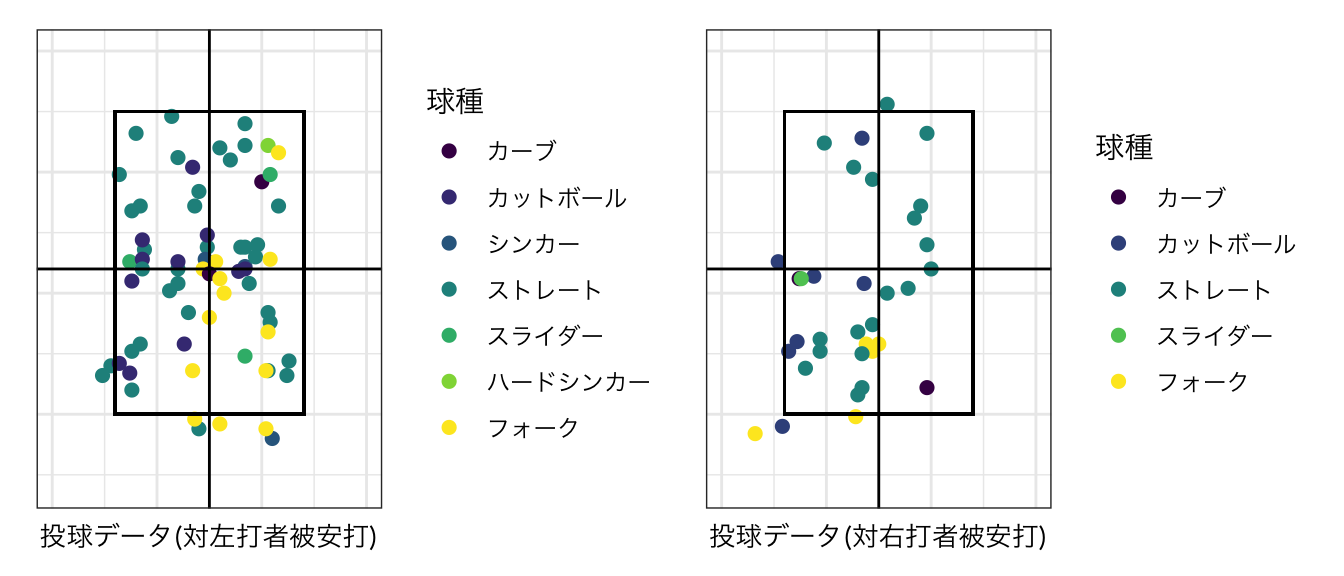 球種
カーブ
カットボール
シンカー
ストレート
スライダー
ハードシンカー
フォーク
投球データ(対左打者被安打)
球種
カーブ
カットボール
ストレート
スライダー
フォーク
投球データ(対右打者被安打)